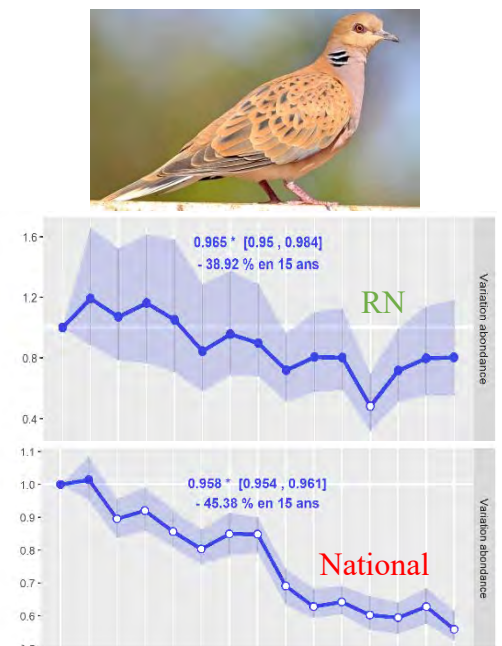 1.6
0.965 * [0.95 , 0.984]
- 38.92 % en 15 ans
1.2
RN
0.8
0.4
Variation abondance
1.1
1.0
0.958 * [0.954 , 0.961]
- 45.38 % en 15 ans
0.9
0.8
0.7
National
0.6
Variation abondance